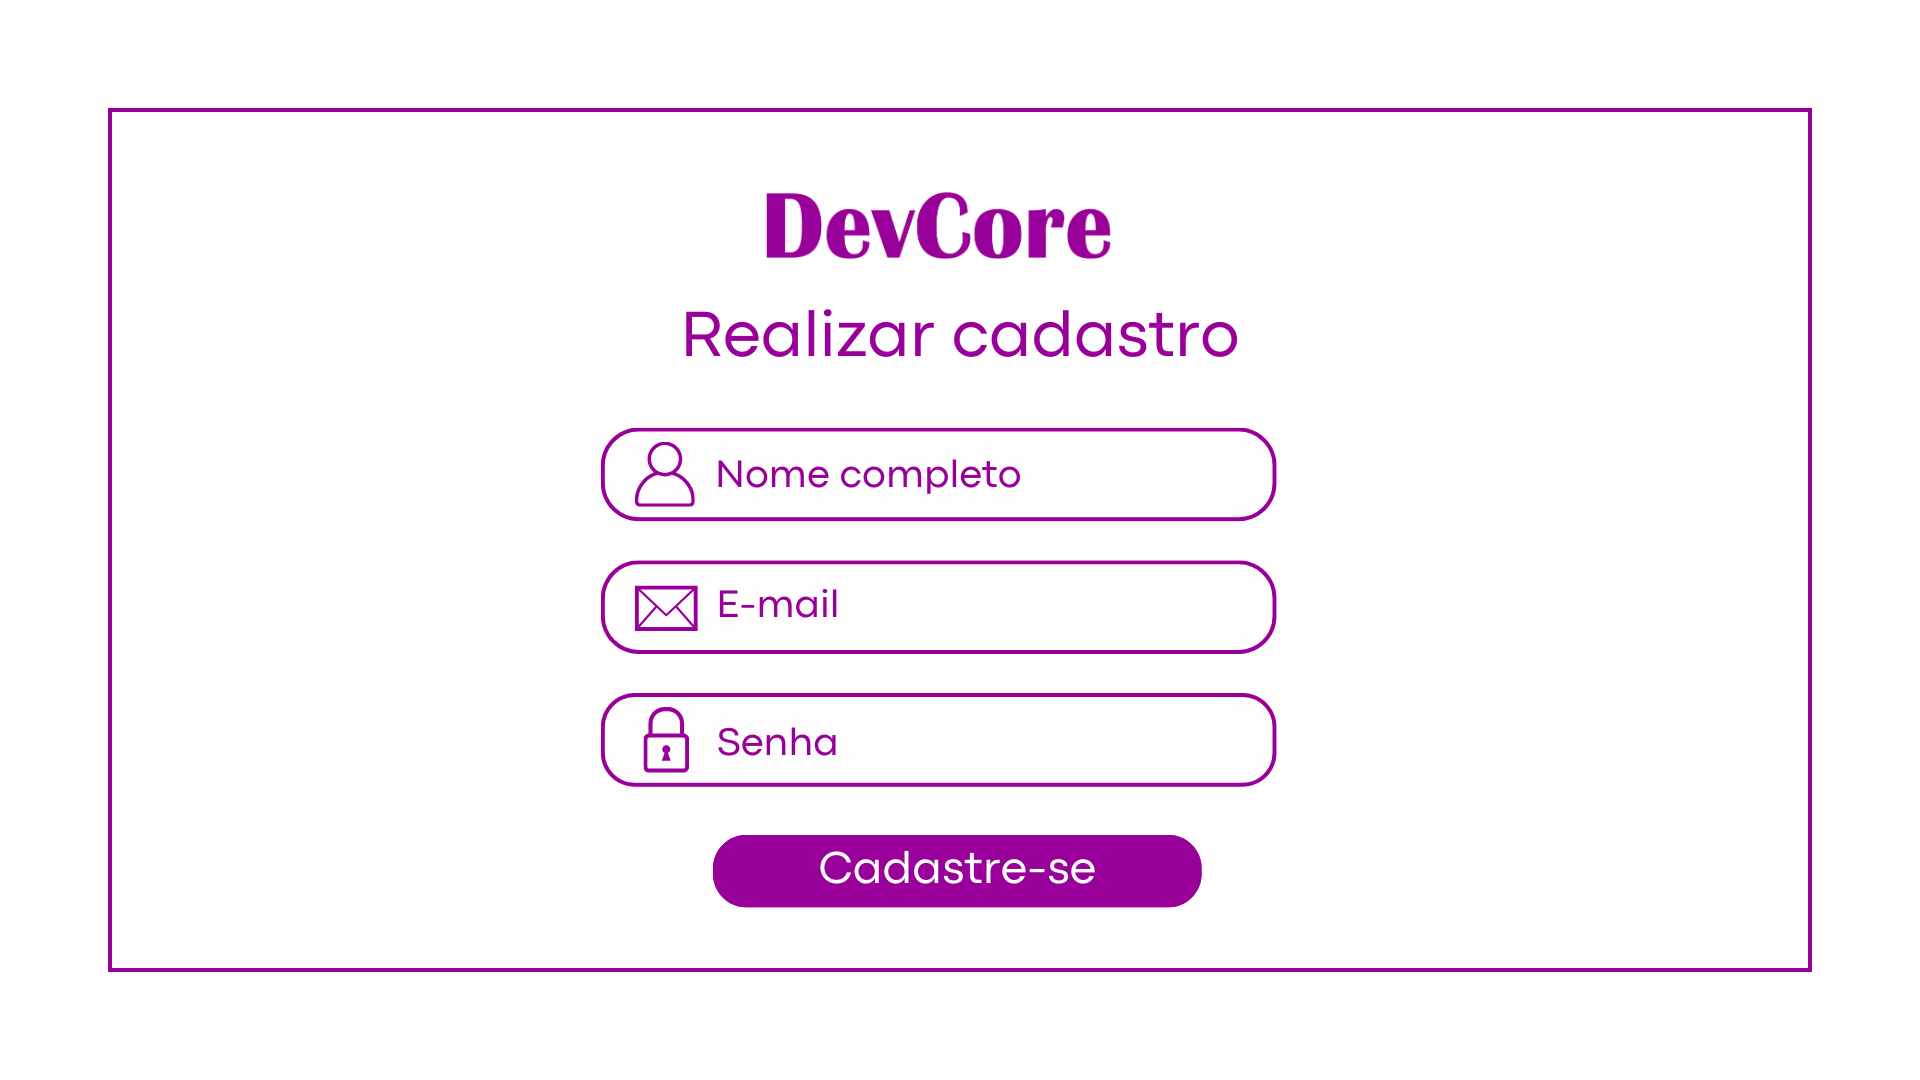 DevCore
Realizar cadastro
Nome completo
E-mail
Senha
Cadastre-se